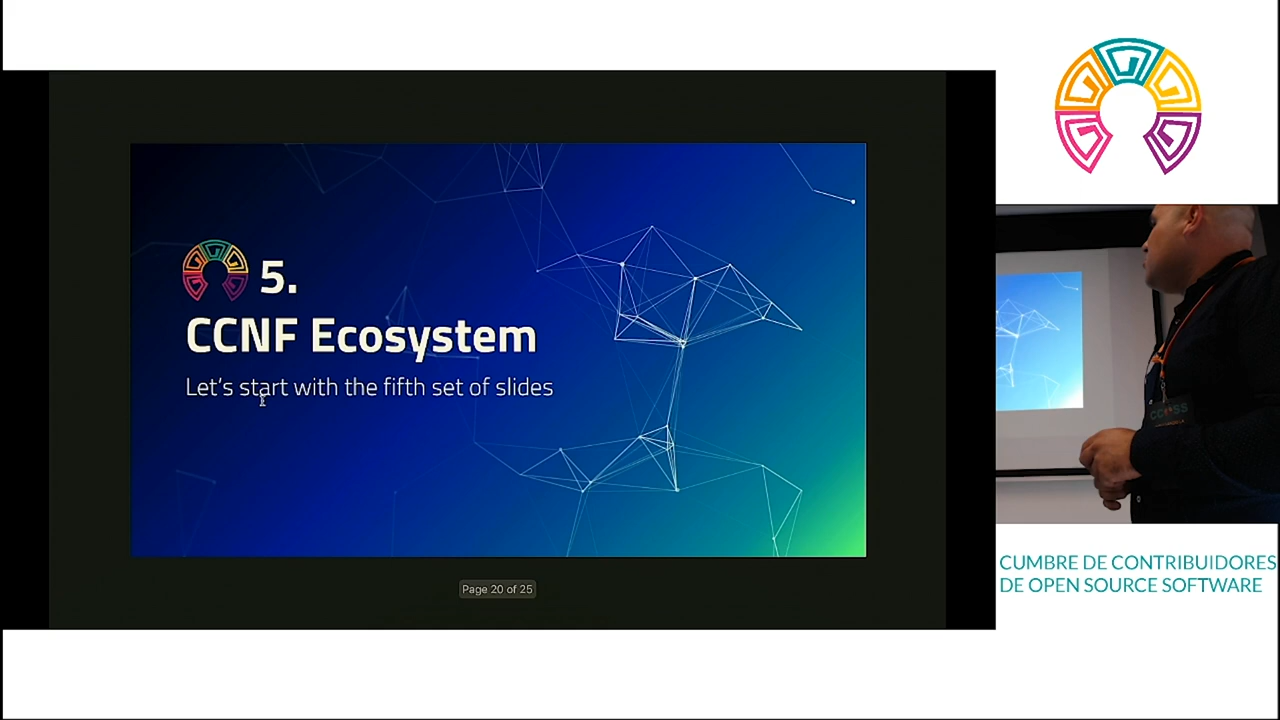 5.
CCNF Ecosystem
Let's start with the fifth set of slides
Page 20 of 25
CCOSS
CUMBRE DE CONTRIBUIDORES
DE OPEN SOURCE SOFTWARE